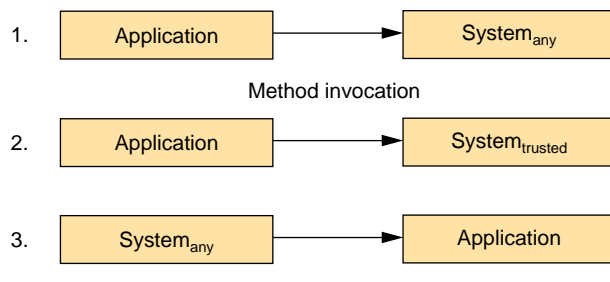 1. Application System_any
Method invocation
2. Application System_trusted
3. System_any Application